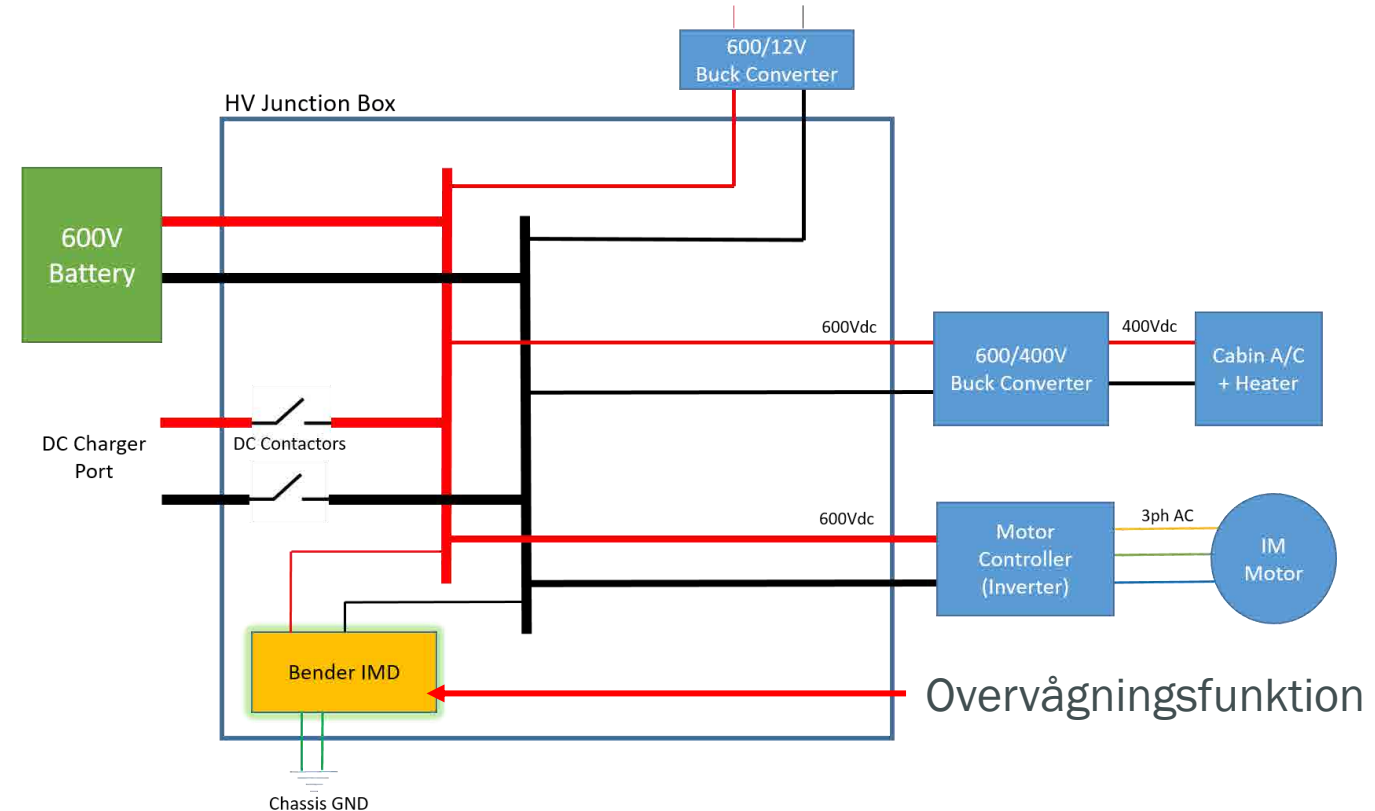 600/12V
Buck Converter
HV Junction Box
600V
Battery
600Vdc
400Vdc
600/400V
Buck Converter
Cabin A/C
+ Heater
DC Charger
Port
DC Contactors
600Vdc
3ph AC
Motor
Controller
(Inverter)
IM
Motor
Bender IMD
Overvågningsfunktion
Chassis GND